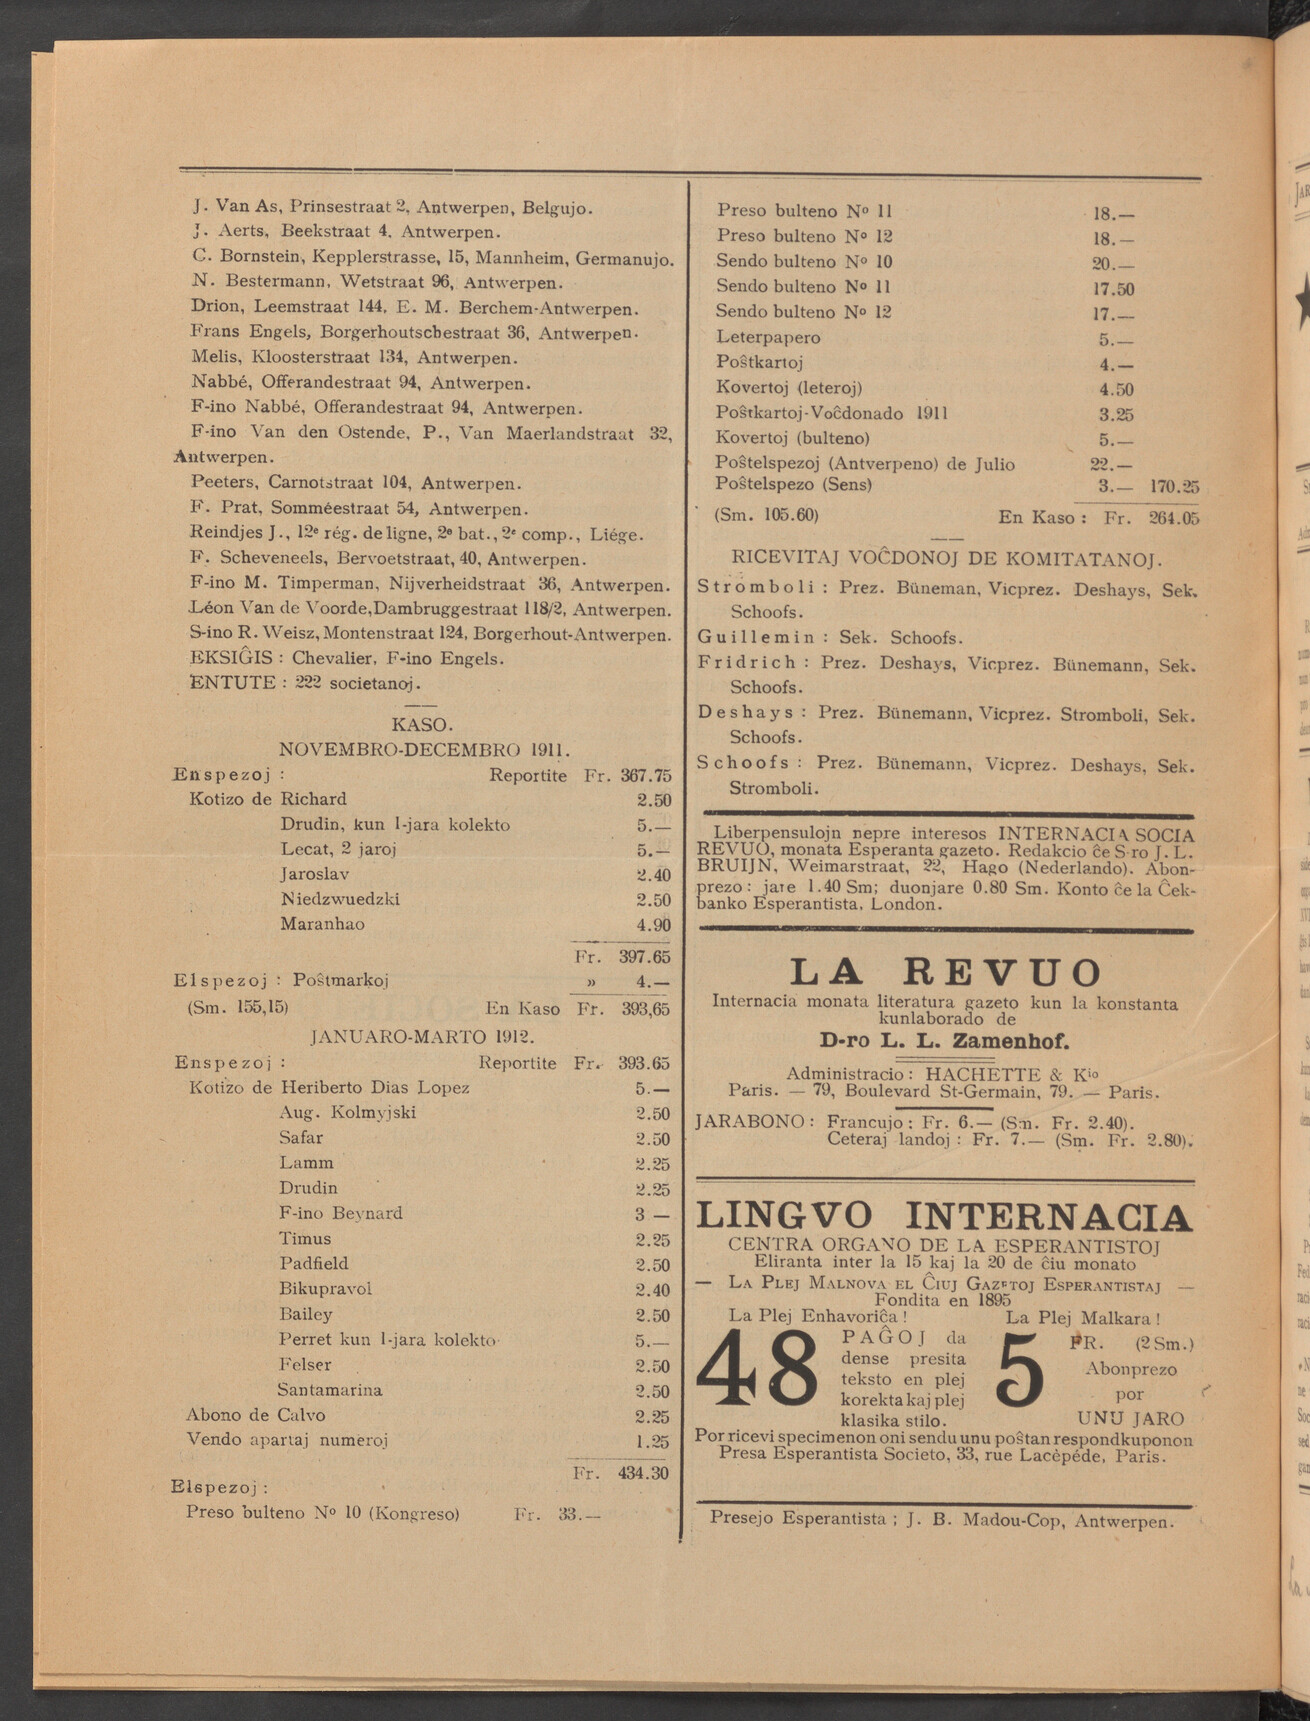 J. Van As, Prinsestraat 2, Antwerpen, Belgujo.
J. Aerts, Beekstraat 4, Antwerpen.
C. Bornstein, Kepplerstrasse, 15, Mannheim, Germanujo.
N. Bestermann, Wetstraat 96, Antwerpen.
Drion, Leemstraat 144, E. M. Berchem-Antwerpen.
Frans Engels, Borgerhoutschestraat 36, Antwerpen.
Melis, Kloosterstraat 134, Antwerpen.
Nabbé, Offerandestraat 94, Antwerpen.
F-ino Nabbé, Offerandestraat 94, Antwerpen.
F-ino Van den Ostende, P., Van Maerlandstraat 32,
Antwerpen.
Peeters, Carnotstraat 104, Antwerpen.
F. Prat, Somméestraat 54, Antwerpen.
Reindjes J., 12e rég. de ligne, 2e bat., 2e comp., Liége.
F. Scheveneels, Bervoetstraat, 40, Antwerpen.
F-ino M. Timperman, Nijverheidstraat 36, Antwerpen.
Léon Van de Voorde, Dambruggestraat 118/2, Antwerpen.
S-ino R. Weisz, Montenstraat 124, Borgerhout-Antwerpen.
EKSIĜIS : Chevalier, F-ino Engels.
ENTUTE : 222 societanoj.
KASO.
NOVEMBRO-DECEMBRO 1911.
Enspezoj : Reportite Fr. 367.75
Kotizo de Richard 2.50
Drudin, kun 1-jara kolekto 5.—
Lecat, 2 jaroj 5.—
Jaroslav 2.40
Niedzwuedzki 2.50
Maranhao 4.90
Fr. 397.65
Elspezoj : Poŝtmarkoj » 4.—
(Sm. 155,15) En Kaso Fr. 393,65
JANUARO-MARTO 1912.
Enspezoj : Reportite Fr. 393.65
Kotizo de Heriberto Dias Lopez 5.—
Aug. Kolmyjski 2.50
Safar 2.50
Lamm 2.25
Drudin 2.25
F-ino Beynard 3 —
Timus 2.25
Padfield 2.50
Bikupravoi 2.40
Bailey 2.50
Perret kun 1-jara kolekto 5.—
Felser 2.50
Santamarina 2.50
Abono de Calvo 2.25
Vendo apartaj numeroj 1.25
Fr. 434.30
Elspezoj :
Preso bulteno No 10 (Kongreso) Fr. 33.—
Preso bulteno No 11 18.—
Preso bulteno No 12 18.—
Sendo bulteno No 10 20.—
Sendo bulteno No 11 17.50
Sendo bulteno No 12 17.—
Leterpapero 5.—
Poŝtkartoj 4.—
Kovertoj (leteroj) 4.50
Poŝtkartoj-Voĉdonado 1911 3.25
Kovertoj (bulteno) 5.—
Poŝtelspezoj (Antverpeno) de Julio 22.—
Poŝtelspezo (Sens) 3.— 170.25
(Sm. 105.60) En Kaso : Fr. 264.05
RICEVITAJ VOĈDONOJ DE KOMITATANOJ.
Stromboli : Prez. Büneman, Vicprez. Deshays, Sek.
Schoofs.
Guillemin : Sek. Schoofs.
Fridrich : Prez. Deshays, Vicprez. Bünemann, Sek.
Schoofs.
Deshays : Prez. Bünemann, Vicprez. Stromboli, Sek.
Schoofs.
Schoofs : Prez. Bünemann, Vicprez. Deshays, Sek.
Stromboli.
Liberpensulojn nepre interesos INTERNACIA SOCIA
REVUO, monata Esperanta gazeto. Redakcio ĉe S-ro J. L.
BRUIJN, Weimarstraat, 22, Hago (Nederlando). Abon-
prezo : jare 1.40 Sm; duonjare 0.80 Sm. Konto ĉe la Ĉek-
banko Esperantista, London.
LA REVUO
Internacia monata literatura gazeto kun la konstanta
kunlaborado de
D-ro L. L. Zamenhof.
Administracio : HACHETTE & Kio
Paris. — 79, Boulevard St-Germain, 79. — Paris.
JARABONO : Francujo : Fr. 6.— (Sm. Fr. 2.40).
Ceteraj landoj : Fr. 7.— (Sm. Fr. 2.80).
LINGVO INTERNACIA
CENTRA ORGANO DE LA ESPERANTISTOJ
Eliranta inter la 15 kaj la 20 de ĉiu monato
— LA PLEJ MALNOVA EL ĈIUJ GAZETOJ ESPERANTISTAJ —
Fondita en 1895
La Plej Enhavoriĉa !
48
PAĜOJ da
dense presita
teksto en plej
korekta kaj plej
klasika stilo.
La Plej Malkara !
5
FR. (2 Sm.)
Abonprezo
por
UNU JARO
Por ricevi specimenon oni sendu unu poŝtan respondkuponon
Presa Esperantista Societo, 33, rue Lacèpéde, Paris.
Presejo Esperantista ; J. B. Madou-Cop, Antwerpen.